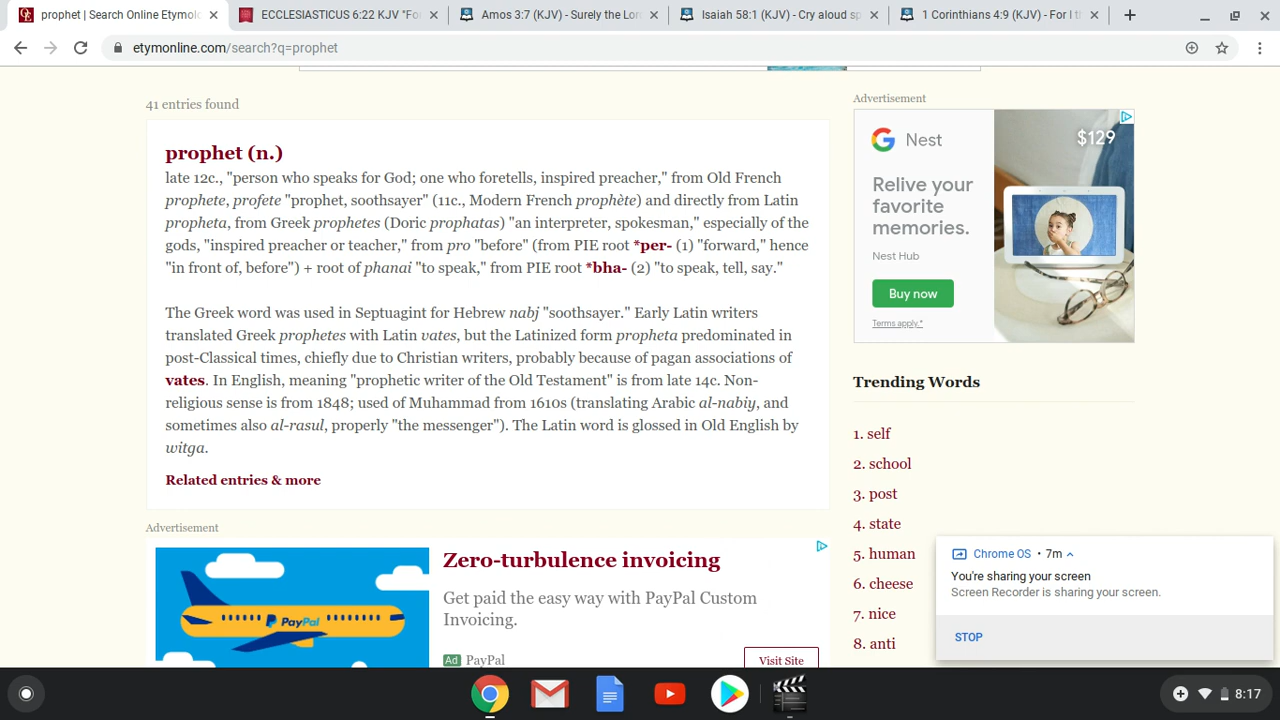 prophet | Search Online Etymol
ECCLESIASTICUS 6:22 KJV "Fo
Amos 3:7 (KJV) - Surely the Lor
Isaiah 58:1 (KJV) - Cry aloud sp
1 Corinthians 4:9 (KJV) - For I th
etymonline.com/search?q=prophet
41 entries found
prophet (n.)
late 12c., "person who speaks for God; one who foretells, inspired preacher," from Old French
prophete, profete "prophet, soothsayer" (11c., Modern French prophète) and directly from Latin
propheta, from Greek prophetes (Doric prophatas) "an interpreter, spokesman," especially of the
gods, "inspired preacher or teacher," from pro "before" (from PIE root *per- (1) "forward," hence
"in front of, before") + root of phanai "to speak," from PIE root *bha- (2) "to speak, tell, say."
The Greek word was used in Septuagint for Hebrew nabj "soothsayer." Early Latin writers
translated Greek prophetes with Latin vates, but the Latinized form propheta predominated in
post-Classical times, chiefly due to Christian writers, probably because of pagan associations of
vates. In English, meaning "prophetic writer of the Old Testament" is from late 14c. Non-
religious sense is from 1848; used of Muhammad from 1610s (translating Arabic al-nabiy, and
sometimes also al-rasul, properly "the messenger"). The Latin word is glossed in Old English by
witga.
Related entries & more
Advertisement
PayPal
Zero-turbulence invoicing
Get paid the easy way with PayPal Custom
Invoicing.
Ad PayPal
Visit Site
Advertisement
G Nest
$129
Relive your
favorite
memories.
Nest Hub
Buy now
Terms apply.*
Trending Words
1. self
2. school
3. post
4. state
5. human
6. cheese
7. nice
8. anti
Chrome OS • 7m
You're sharing your screen
Screen Recorder is sharing your screen.
STOP
8:17